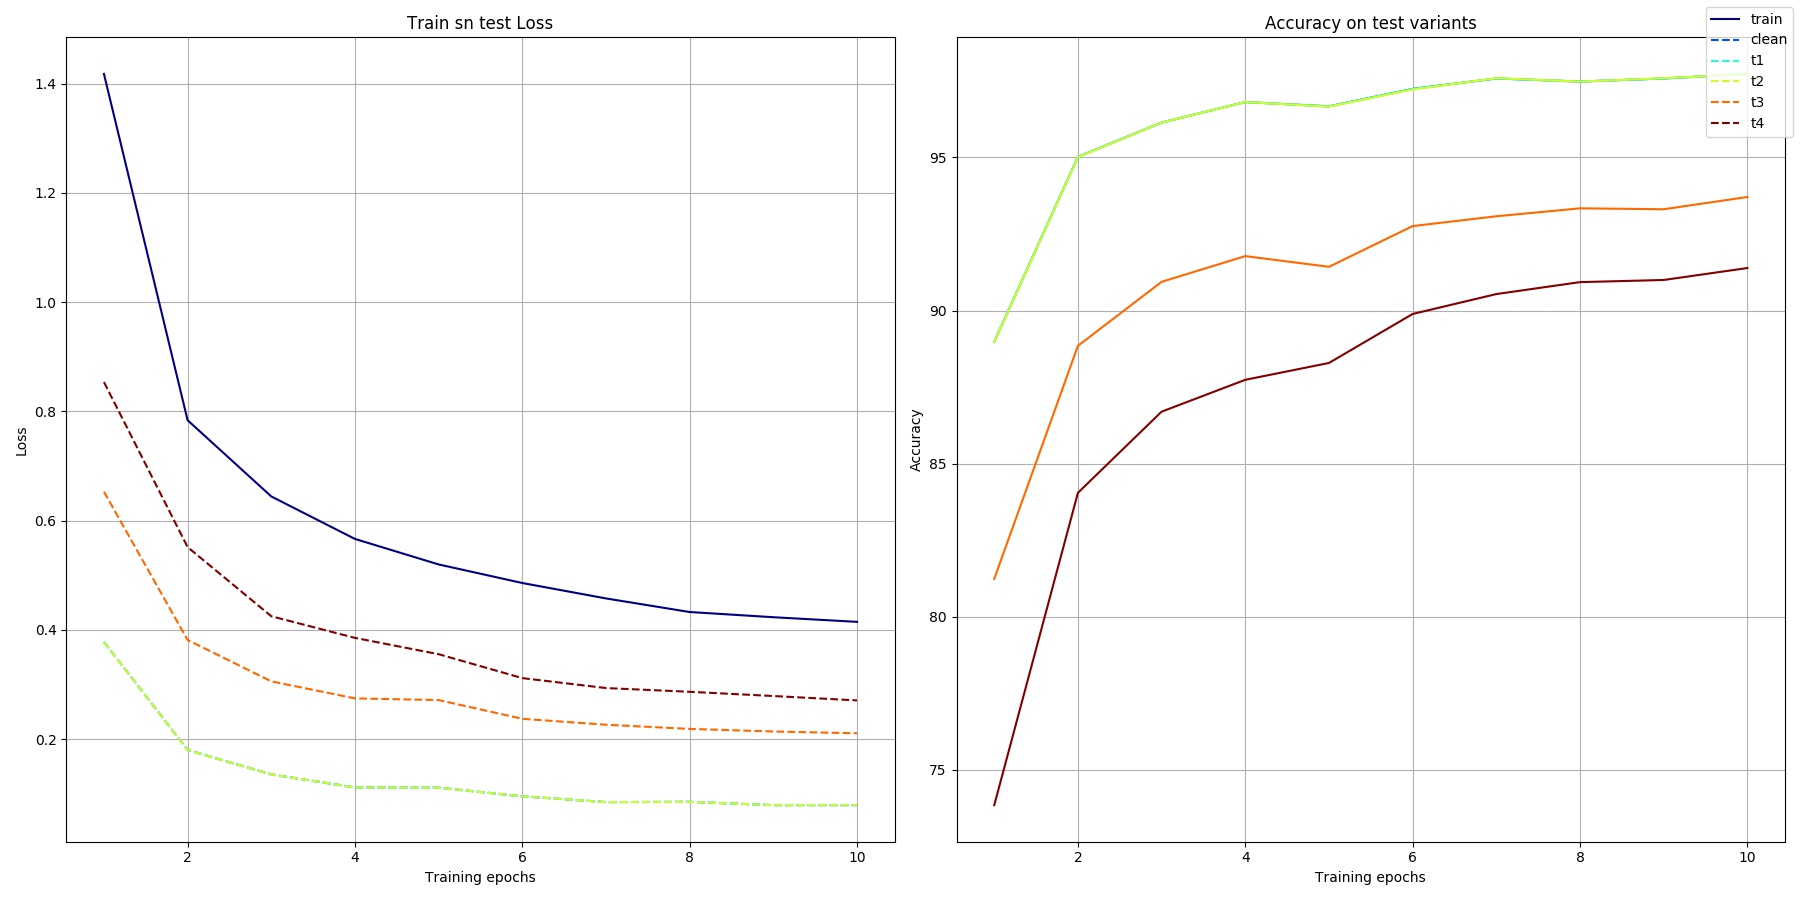 Train sn test Loss
1.4
1.2
1.0
0.8
0.6
0.4
0.2
Loss
2
4
6
8
10
Training epochs
Accuracy on test variants
95
90
85
80
75
Accuracy
2
4
6
8
10
Training epochs
train
clean
t1
t2
t3
t4